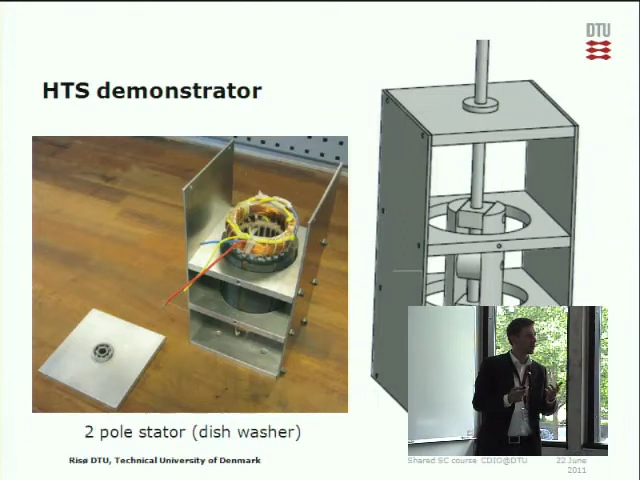 DTU
HTS demonstrator
2 pole stator (dish washer)
Risø DTU, Technical University of Denmark
Shared SC course CDIO@DTU
22 June
2011